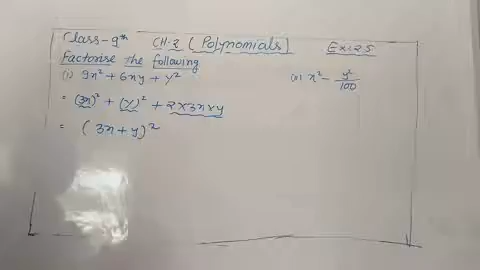 Class-9th CH-2 (Polynomials) Ex:2.5
Factorise the following
(i) 9x² + 6xy + y² (ii) x² - y²/100
= (3x)² + (y)² + 2×3x×y
= (3x+y)²